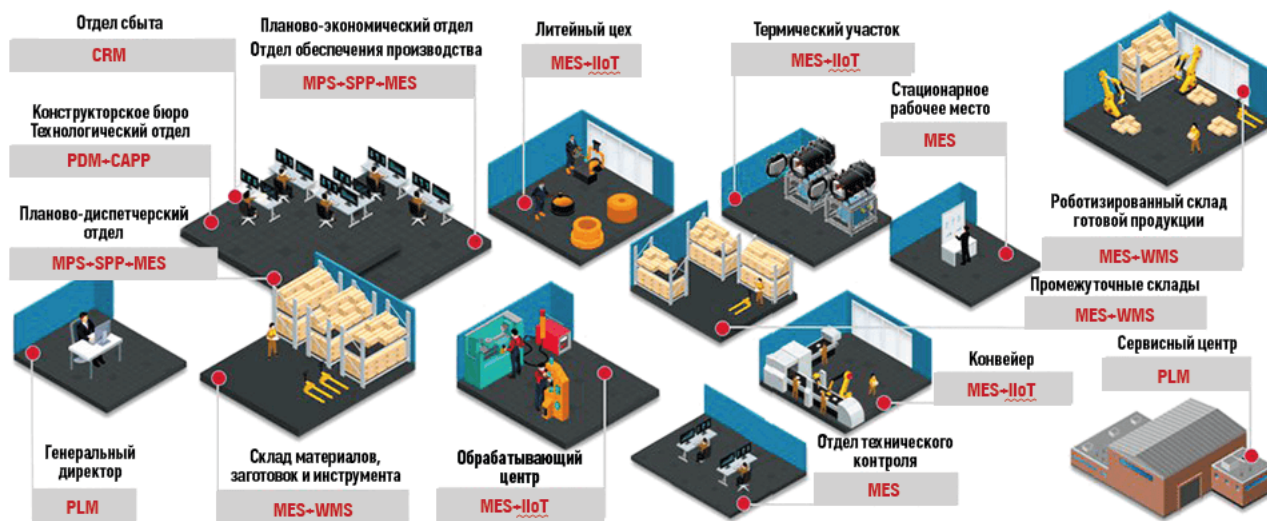 Отдел сбыта
CRM
Планово-экономический отдел
Отдел обеспечения производства
MPS+SPP+MES
Литейный цех
MES+IIoT
Термический участок
MES+IIoT
Стационарное
рабочее место
MES
Конструкторское бюро
Технологический отдел
PDM+CAPP
Планово-диспетчерский
отдел
MPS+SPP+MES
Роботизированный склад
готовой продукции
MES+WMS
Промежуточные склады
MES+WMS
Конвейер
MES+IIoT
Сервисный центр
PLM
Генеральный
директор
PLM
Склад материалов,
заготовок и инструмента
MES+WMS
Обрабатывающий
центр
MES+IIoT
Отдел технического
контроля
MES